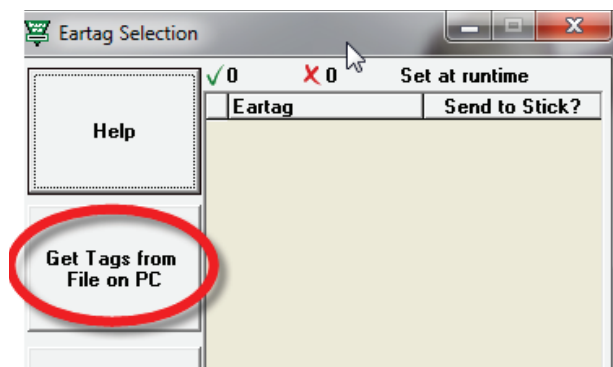 Eartag Selection
✓ 0 ✗ 0 Set at runtime
Eartag Send to Stick?
Help
Get Tags from
File on PC